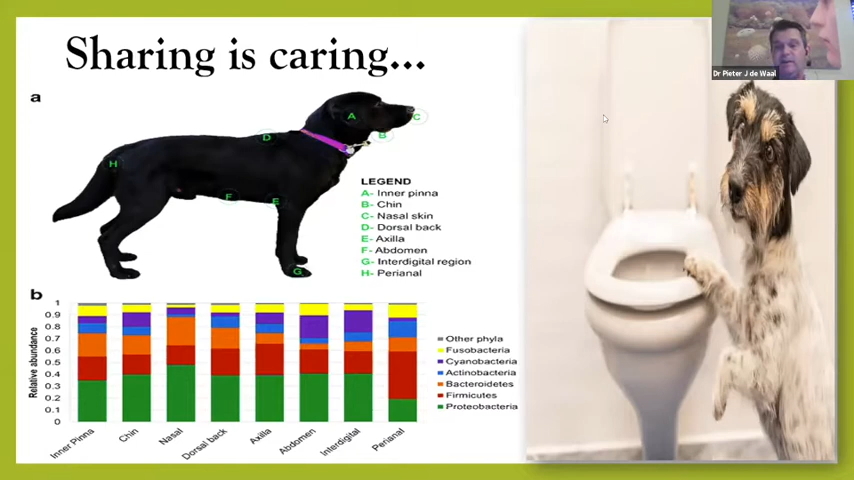 Sharing is caring...
Dr Pieter J de Waal
a
A
C
B
D
H
F
E
G
LEGEND
A- Inner pinna
B- Chin
C- Nasal skin
D- Dorsal back
E- Axilla
F- Abdomen
G- Interdigital region
H- Perianal
b
Relative abundance
1
0.9
0.8
0.7
0.6
0.5
0.4
0.3
0.2
0.1
0
Inner Pinna
Chin
Nasal
Dorsal back
Axilla
Abdomen
Interdigital
Perianal
Other phyla
Fusobacteria
Cyanobacteria
Actinobacteria
Bacteroidetes
Firmicutes
Proteobacteria